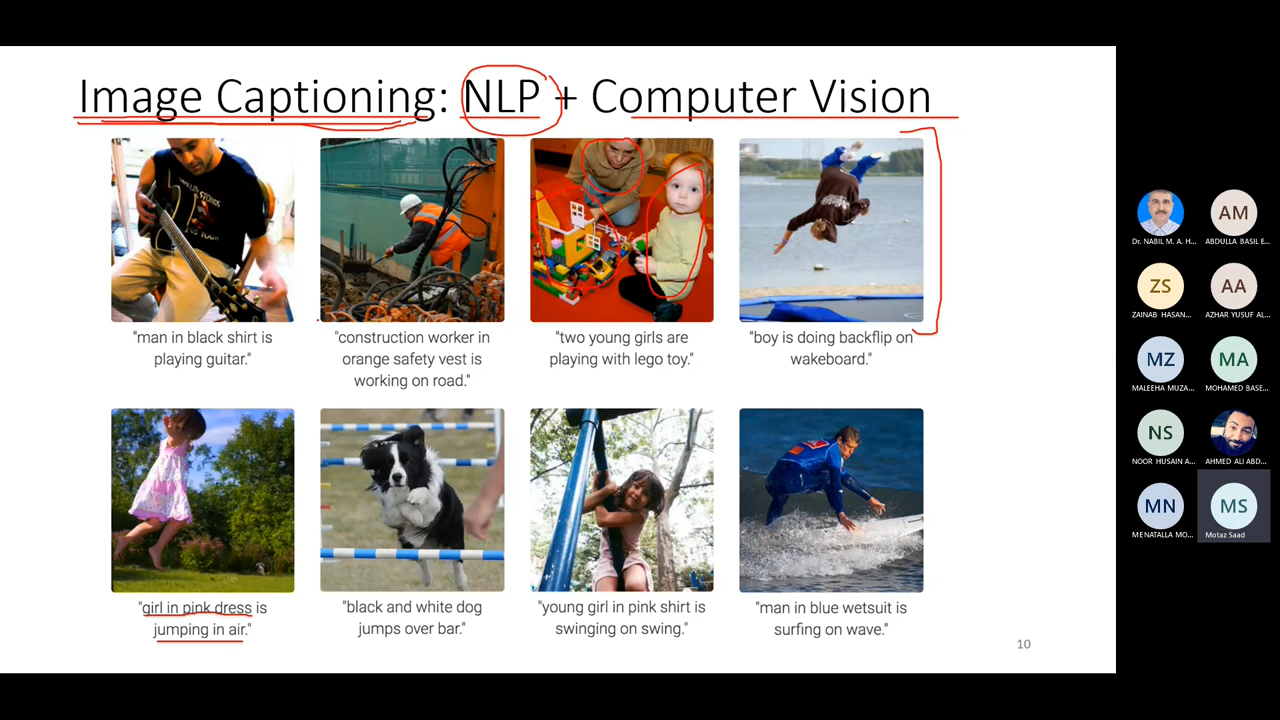 Image Captioning: NLP + Computer Vision
"man in black shirt is
playing guitar."
"construction worker in
orange safety vest is
working on road."
"two young girls are
playing with lego toy."
"boy is doing backflip on
wakeboard."
"girl in pink dress is
jumping in air."
"black and white dog
jumps over bar."
"young girl in pink shirt is
swinging on swing."
"man in blue wetsuit is
surfing on wave."
10
Dr. NABIL M. A. H...
AM
ABDULLA BASIL E...
ZS
ZAINAB HASAN...
AA
AZHAR YUSUF AL...
MZ
MALEEHA MUZA...
MA
MOHAMED BASE...
NS
NOOR HUSAIN A...
AHMED ALI ABD...
MN
MENATALLA MO...
MS
Motaz Saad